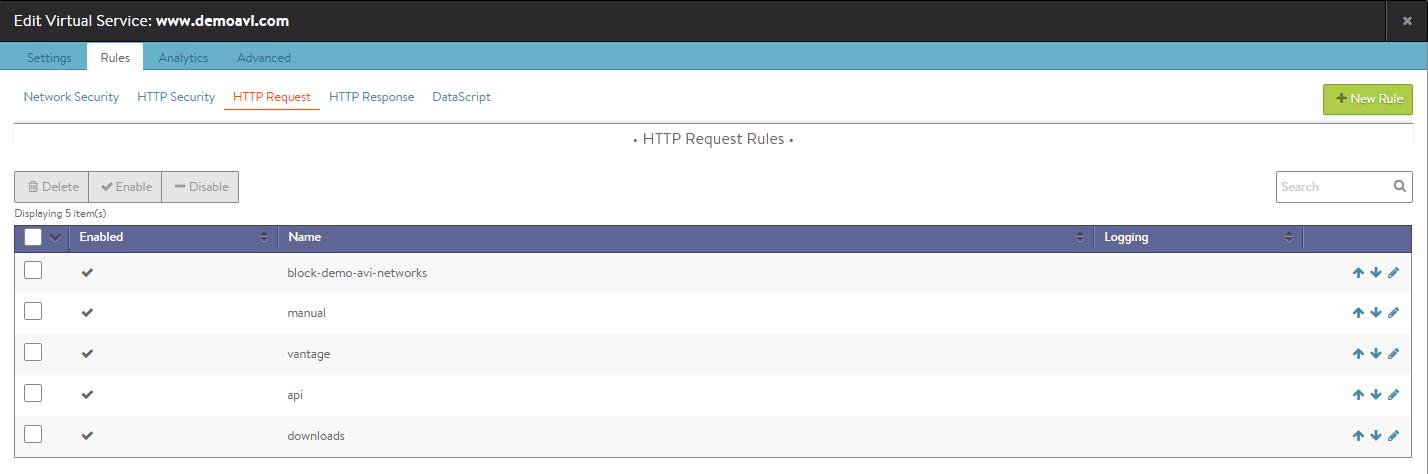 Edit Virtual Service: www.demoavl.com
Settings Rules Analytics Advanced
Network Security HTTP Security HTTP Request HTTP Response DataScript
+ New Rule
• HTTP Request Rules •
Delete Enable Disable Search
Displaying 5 item(s)
Enabled Name Logging
block-demo-avi-networks
manual
vantage
api
downloads